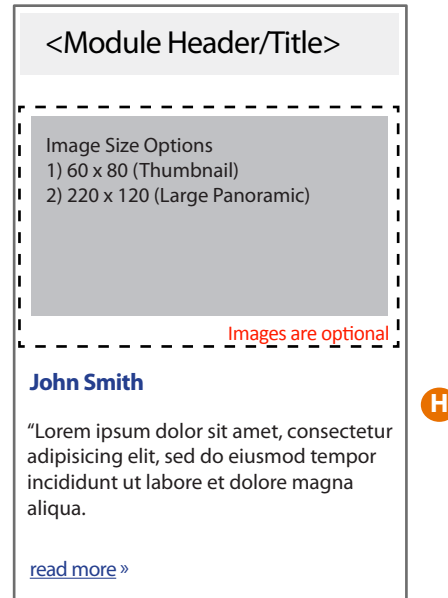 <Module Header/Title>
Image Size Options
1) 60 x 80 (Thumbnail)
2) 220 x 120 (Large Panoramic)
Images are optional
John Smith
H
“Lorem ipsum dolor sit amet, consectetur
adipisicing elit, sed do eiusmod tempor
incididunt ut labore et dolore magna
aliqua.
read more »